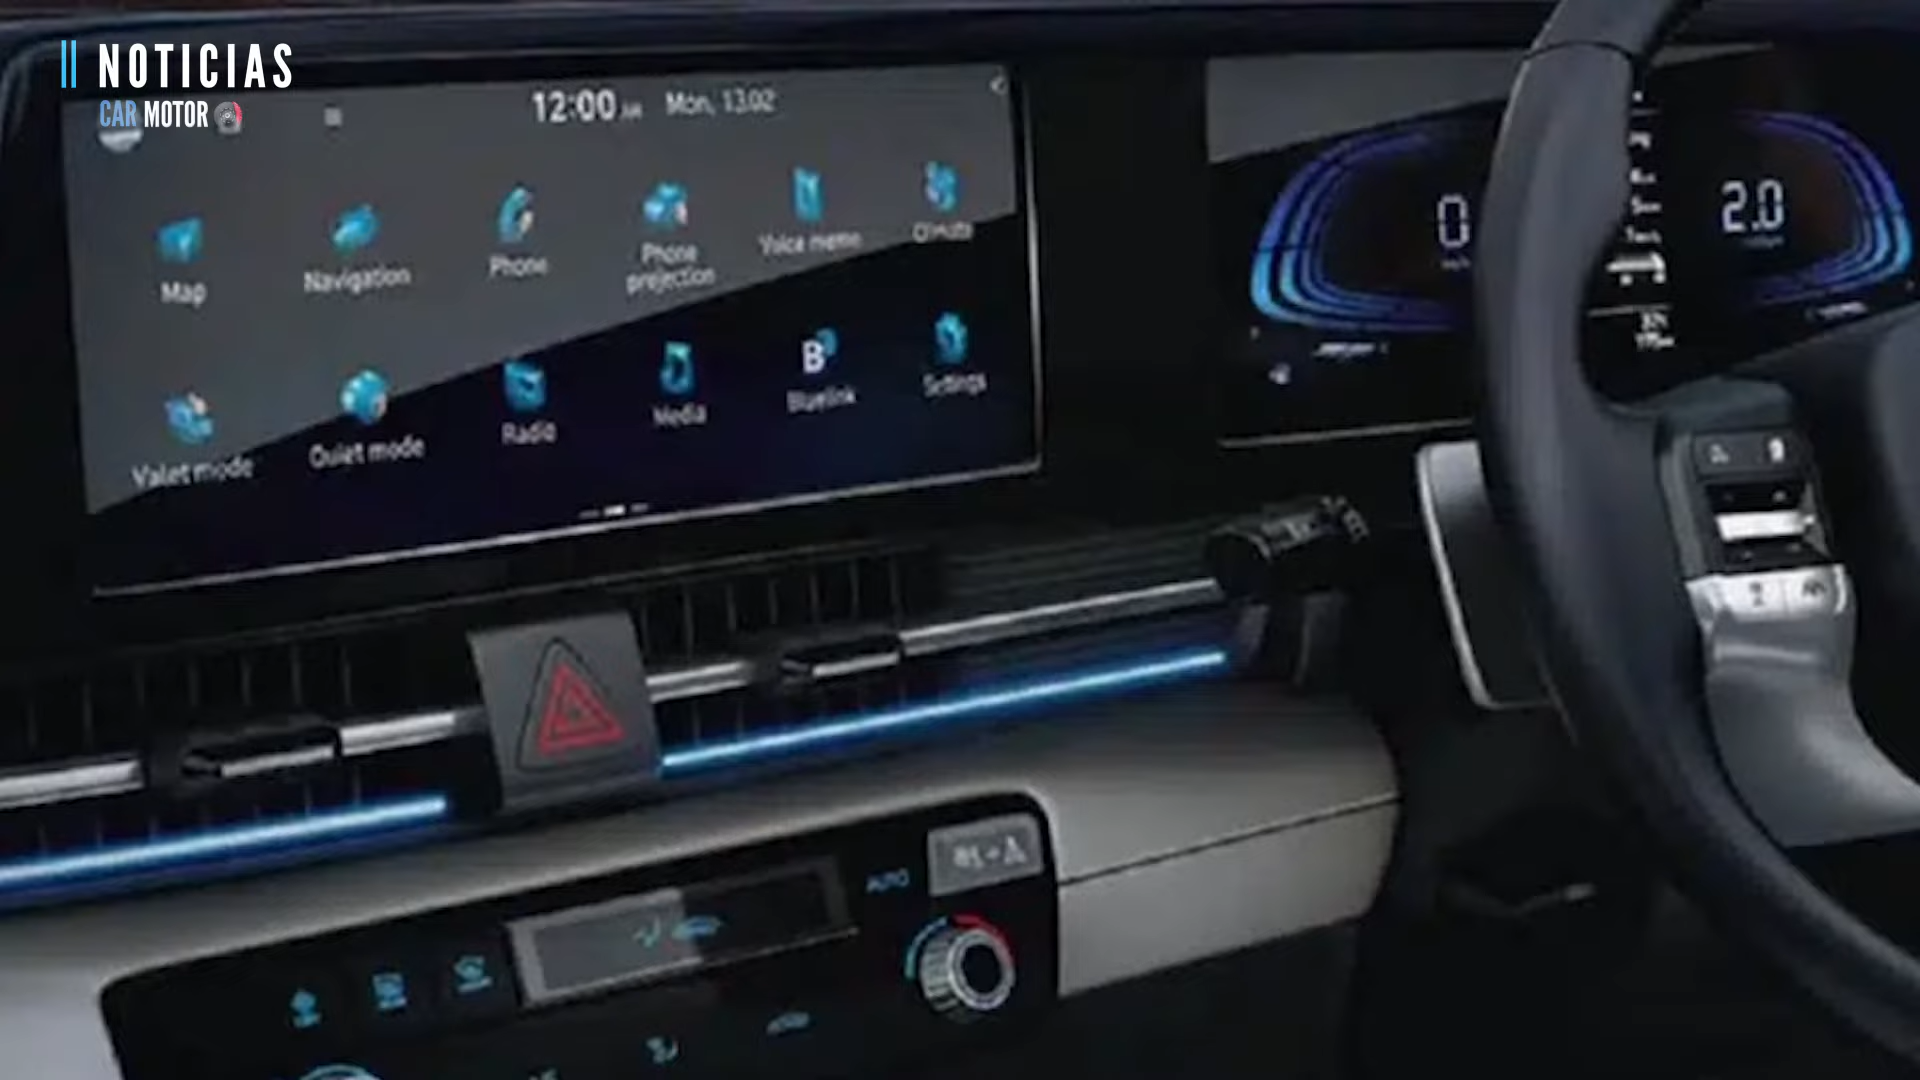 NOTICIAS
CAR MOTOR
12:00 Mon, 13.02
Map
Navigation
Phone
Phone projection
Voice memo
Climate
Valet mode
Quiet mode
Radio
Media
Bluelink
Settings
0
2.0
AUTO